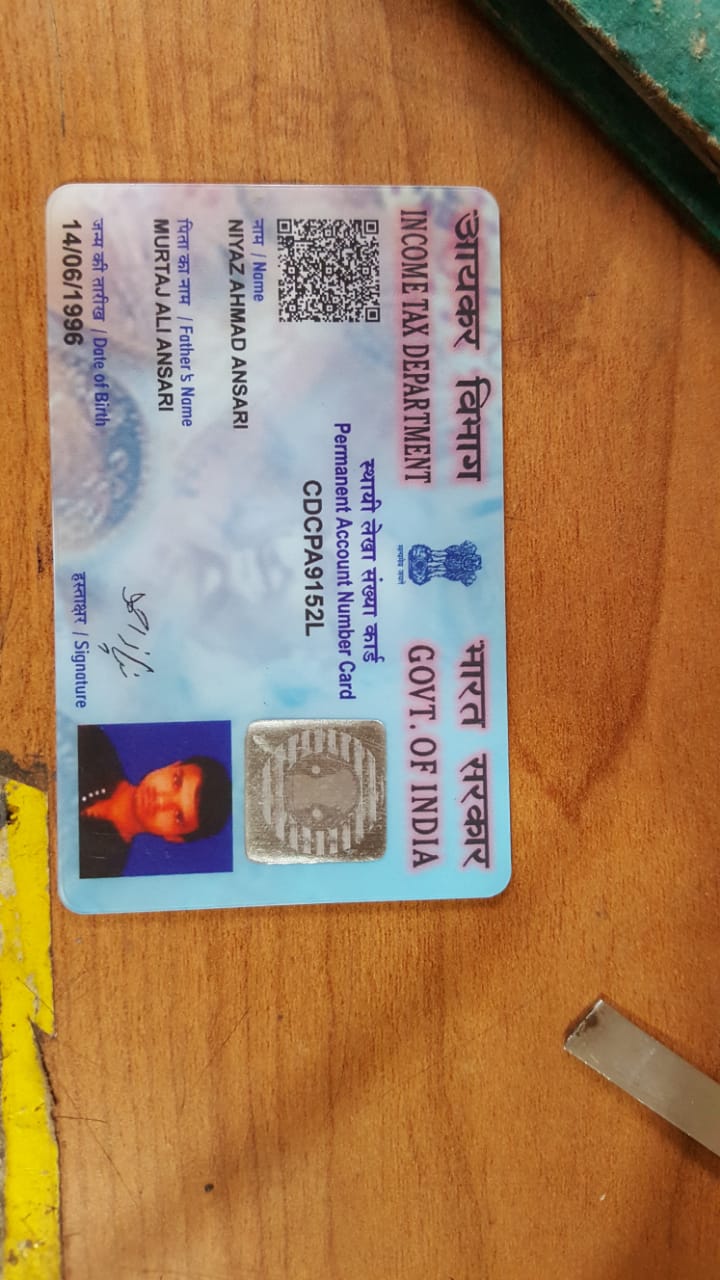 आयकर विभाग
INCOME TAX DEPARTMENT
भारत सरकार
GOVT. OF INDIA
सत्यमेव जयते
स्थायी लेखा संख्या कार्ड
Permanent Account Number Card
CDCPA9152L
नाम / Name
NIYAZ AHMAD ANSARI
पिता का नाम / Father's Name
MURTAJ ALI ANSARI
जन्म की तारीख / Date of Birth
14/06/1996
हस्ताक्षर / Signature